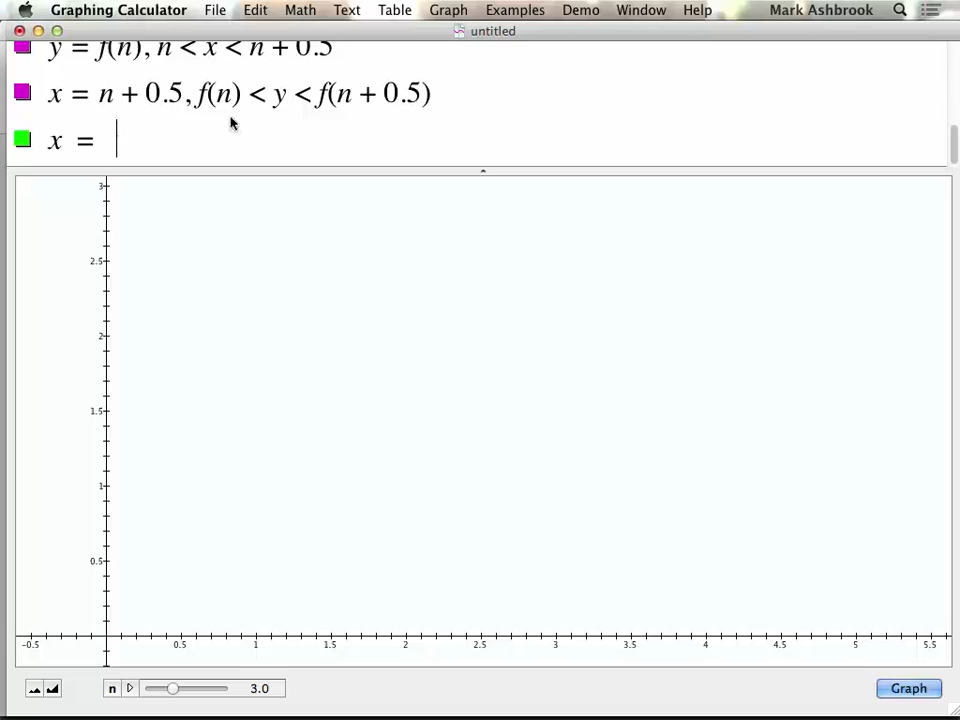 Graphing Calculator File Edit Math Text Table Graph Examples Demo Window Help Mark Ashbrook
untitled
y = f(n), n < x < n + 0.5
x = n + 0.5, f(n) < y < f(n + 0.5)
x =
3
2.5
2
1.5
1
0.5
-0.5 0.5 1 1.5 2 2.5 3 3.5 4 4.5 5 5.5
n 3.0 Graph